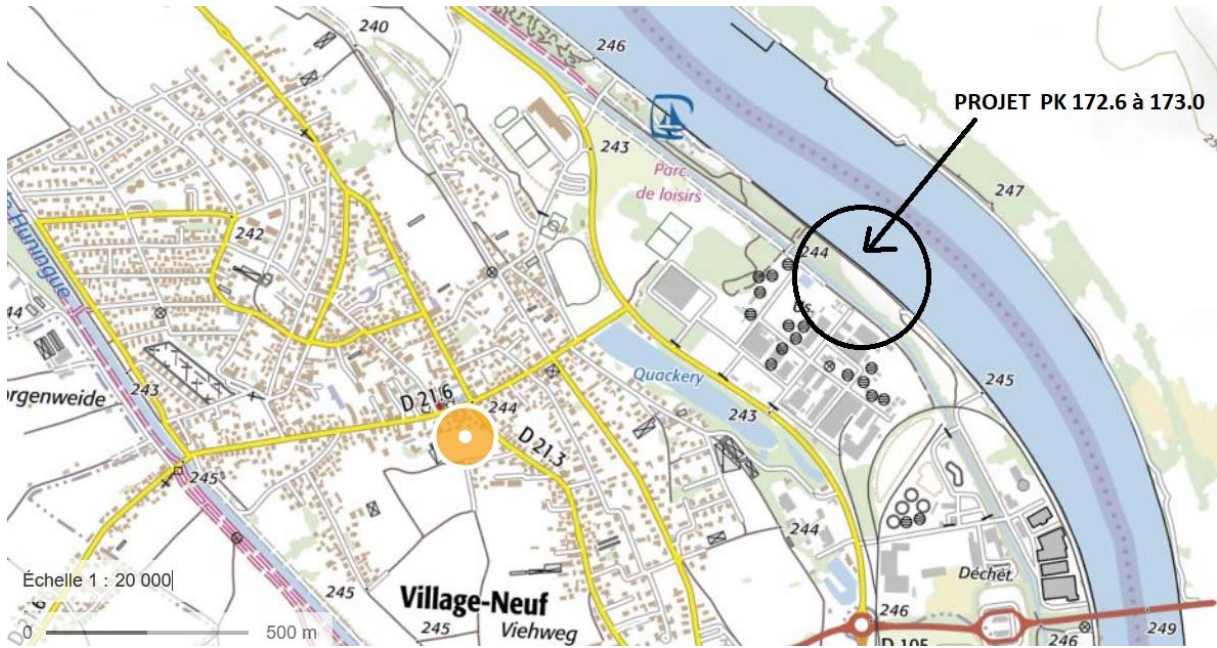 240
246
PROJET PK 172.6 à 173.0
243
Parc
de loisirs
247
242
244
Huningue
Us.
245
243
Quackery
D 21.6
244
243
D 21.3
245
244
Échelle 1 : 20 000
245
Village-Neuf
Viehweg
245
Déchet.
246
0
500 m
D 105
246
249